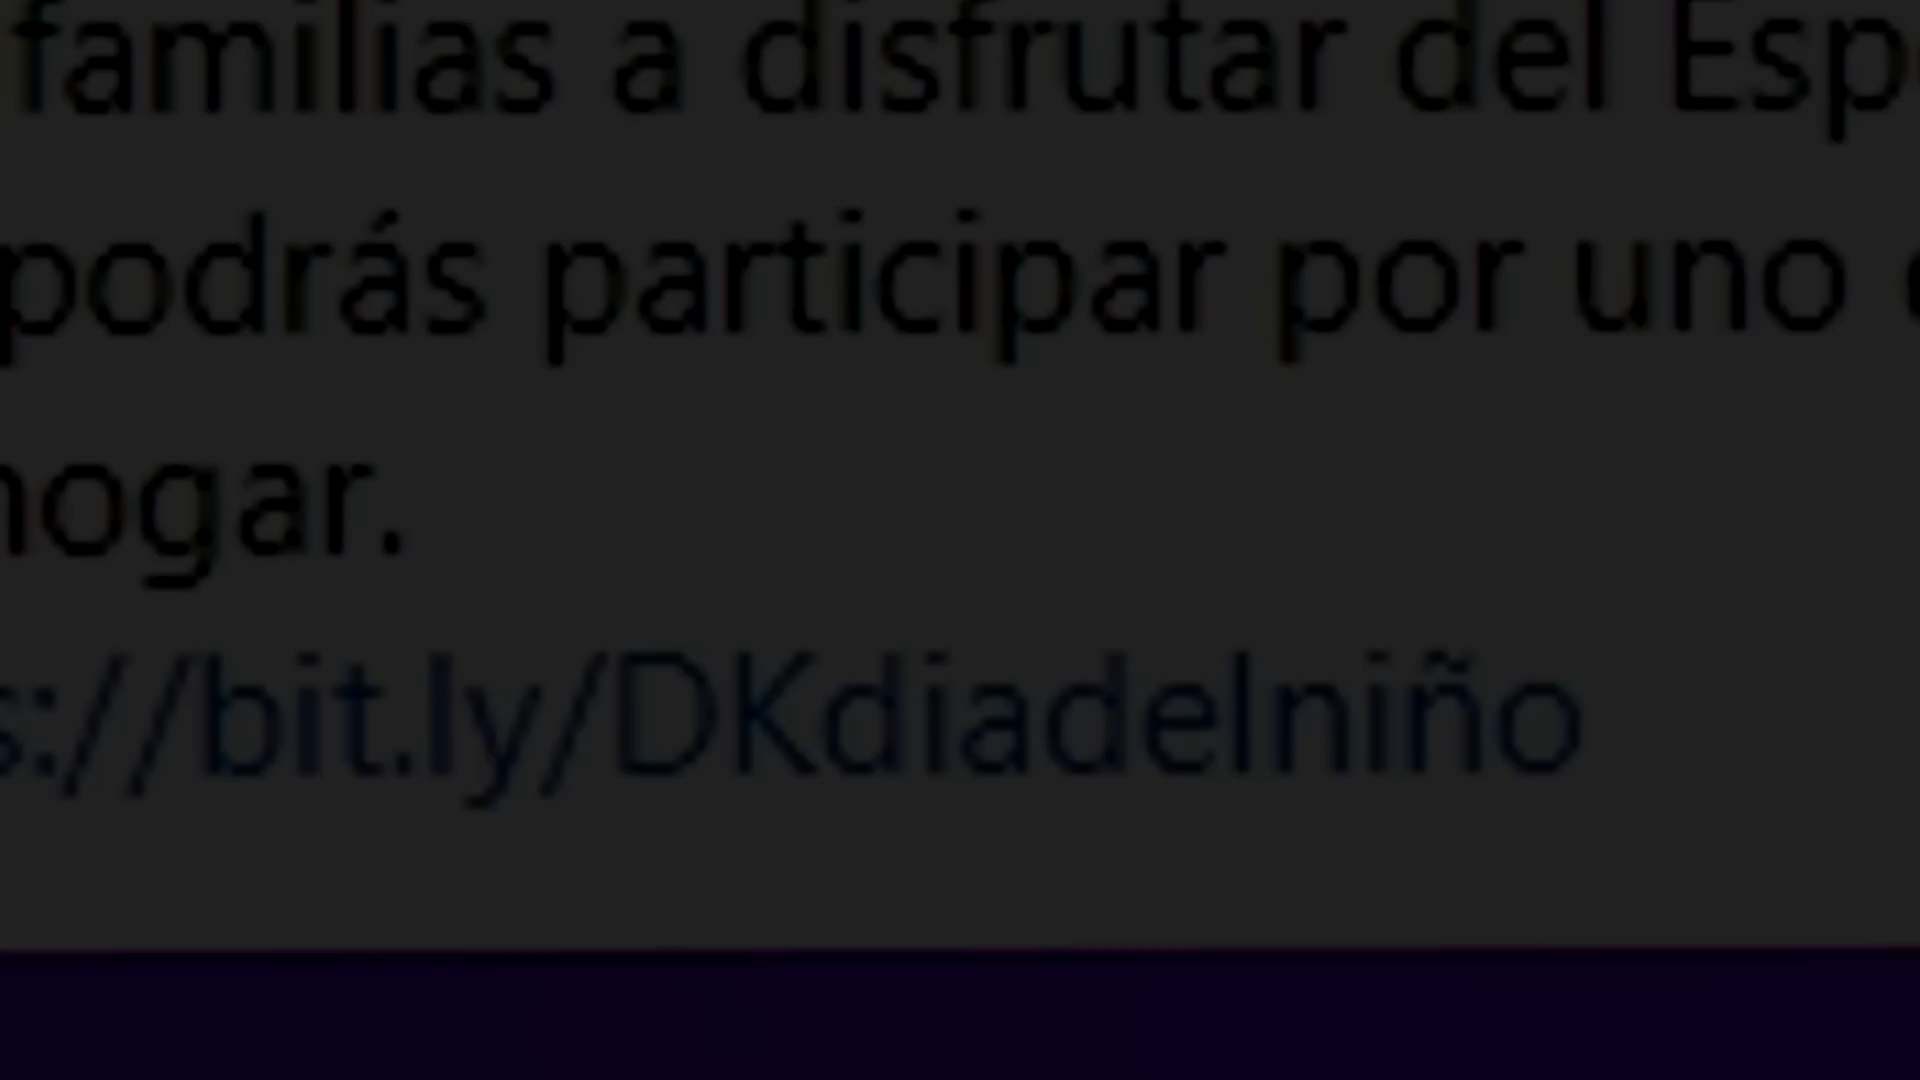 familias a disfrutar del Esp
podrás participar por uno
hogar.
s://bit.ly/DKdiadelniño